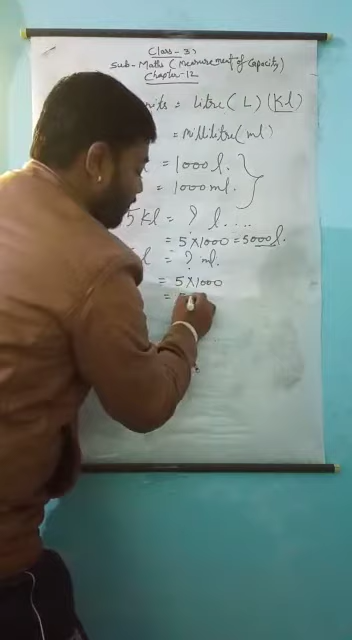 Class - 3
Sub - Maths (Measurement of Capacity)
Chapter - 12
= Litre (L) (Kl)
= Millilitre (ml)
= 1000 l.
= 1000 ml.
5 Kl = ? l....
= 5 X 1000 = 5000 l.
l = ? ml.
= 5 X 1000
=